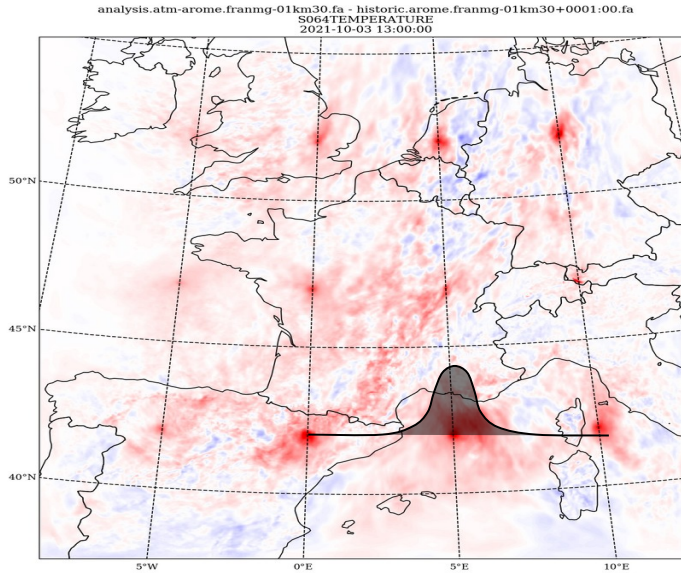 analysis.atm-arome.franmg-01km30.fa - historic.arome.franmg-01km30+0001:00.fa
S064TEMPERATURE
2021-10-03 13:00:00
50°N
45°N
40°N
5°W
0°E
5°E
10°E